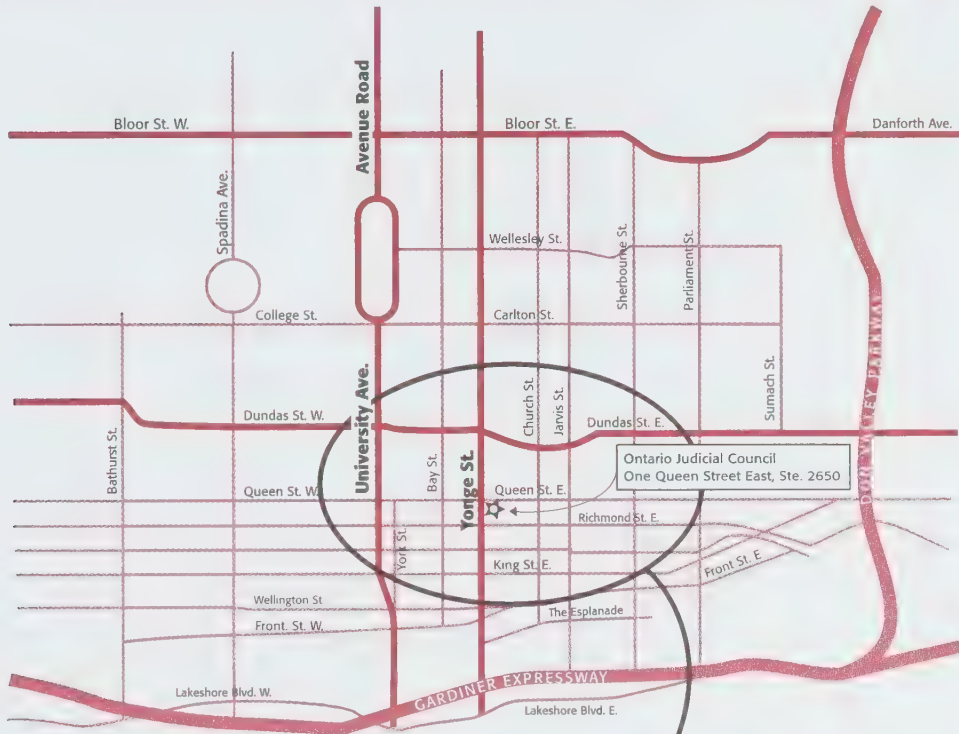 Bloor St. W.
Avenue Road
Bloor St. E.
Danforth Ave.
Spadina Ave.
Wellesley St.
Sherbourne St.
Parliament St.
College St.
Carlton St.
DON VALLEY PARKWAY
Sumach St.
University Ave.
Church St.
Jarvis St.
Dundas St. W.
Dundas St. E.
Bathurst St.
Bay St.
Yonge St.
Ontario Judicial Council
One Queen Street East, Ste. 2650
Queen St. W.
Queen St. E.
Richmond St. E.
York St.
King St. E.
Front St. E
Wellington St
The Esplanade
Front. St. W.
GARDINER EXPRESSWAY
Lakeshore Blvd. W.
Lakeshore Blvd. E.